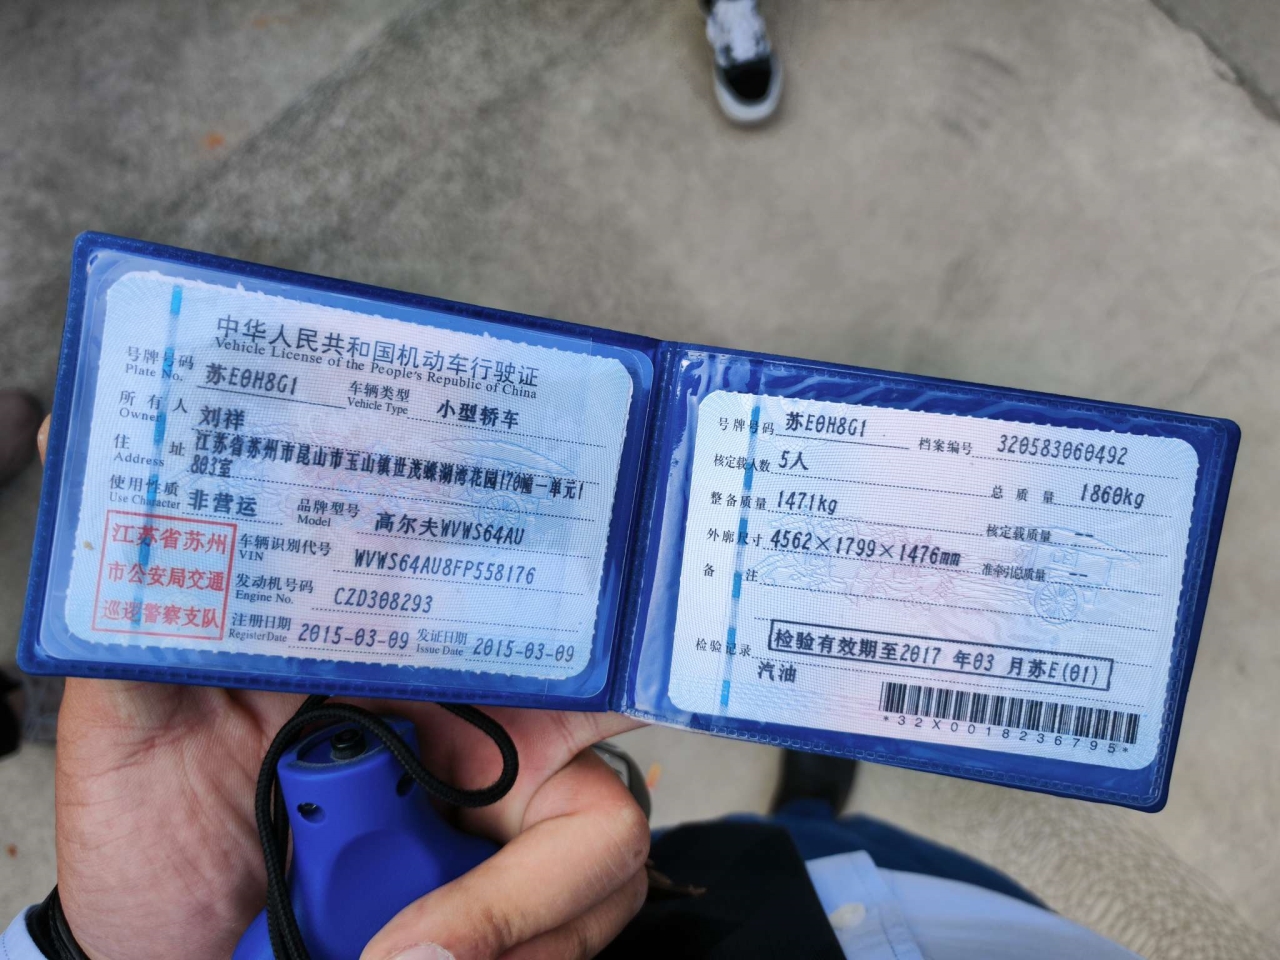 中华人民共和国机动车行驶证
Vehicle License of the People's Republic of China
号牌号码 苏E0H8G1 车辆类型 小型轿车
Plate No. Vehicle Type
所有人 刘祥
Owner
住址 江苏省苏州市昆山市玉山镇世茂蝶湖湾花园170幢一单元1
Address 803室
使用性质 非营运 品牌型号 高尔夫WVWS64AU
Use Character Model
江苏省苏州
市公安局交通
巡逻警察支队
车辆识别代号 WVWS64AU8FP558176
VIN
发动机号码 CZD308293
Engine No.
注册日期 2015-03-09 发证日期 2015-03-09
Register Date Issue Date
号牌号码 苏E0H8G1 档案编号 320583060492
核定载人数 5人 总质量 1860kg
整备质量 1471kg 核定载质量 --
外廓尺寸 4562×1799×1476mm 准牵引总质量 --
备注
检验记录 检验有效期至2017 年03 月苏E(01)
汽油
*32X0018236795*